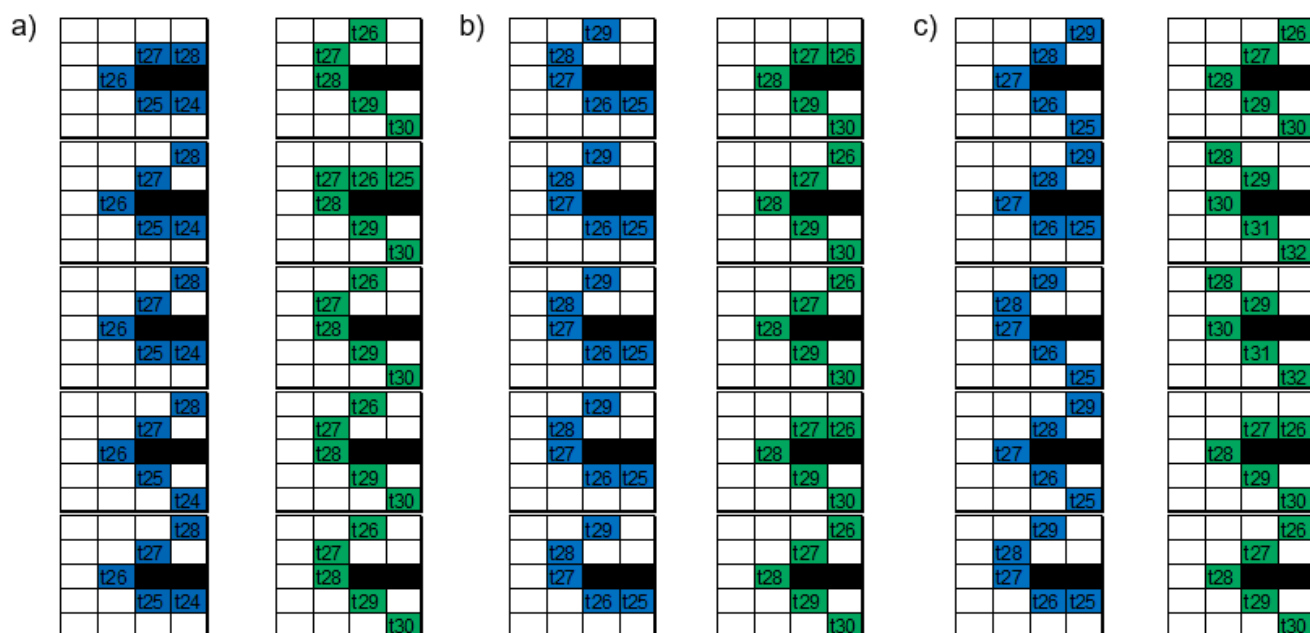 a) t26 b) t29 c) t29 t26
t27 t28 t27 t28 t27 t26 t28 t27
t26 t28 t27 t28 t27 t28
t25 t24 t29 t26 t25 t29 t26 t29
t30 t30 t25 t30
t28 t29 t26 t29 t28
t27 t27 t26 t25 t28 t27 t28 t29
t26 t28 t27 t28 t27 t30
t25 t24 t29 t26 t25 t29 t26 t25 t31
t30 t30 t32
t28 t26 t29 t26 t29 t28
t27 t27 t28 t27 t28 t29
t26 t28 t27 t28 t27 t30
t25 t24 t29 t26 t25 t29 t26 t31
t30 t30 t25 t32
t28 t26 t29 t29
t27 t27 t28 t27 t26 t28 t27 t26
t26 t28 t27 t28 t27 t28
t25 t29 t26 t25 t29 t26 t29
t24 t30 t30 t25 t30
t28 t26 t29 t26 t29 t26
t27 t27 t28 t27 t28 t27
t26 t28 t27 t28 t27 t28
t25 t24 t29 t26 t25 t29 t26 t25 t29
t30 t30 t30